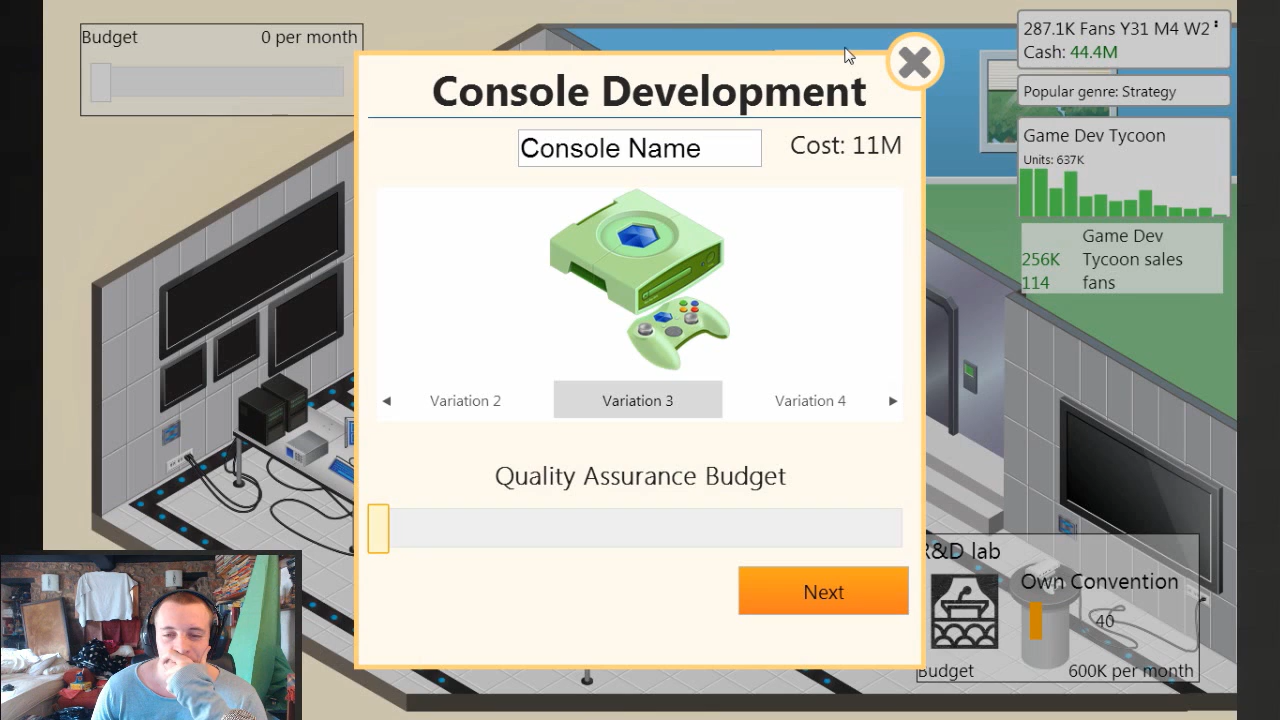 Budget 0 per month
Console Development
Console Name
Cost: 11M
Variation 2
Variation 3
Variation 4
Quality Assurance Budget
Next
287.1K Fans Y31 M4 W2
Cash: 44.4M
Popular genre: Strategy
Game Dev Tycoon
Units: 637K
256K Game Dev Tycoon sales
114 fans
R&D lab
Own Convention
40
Budget 600K per month